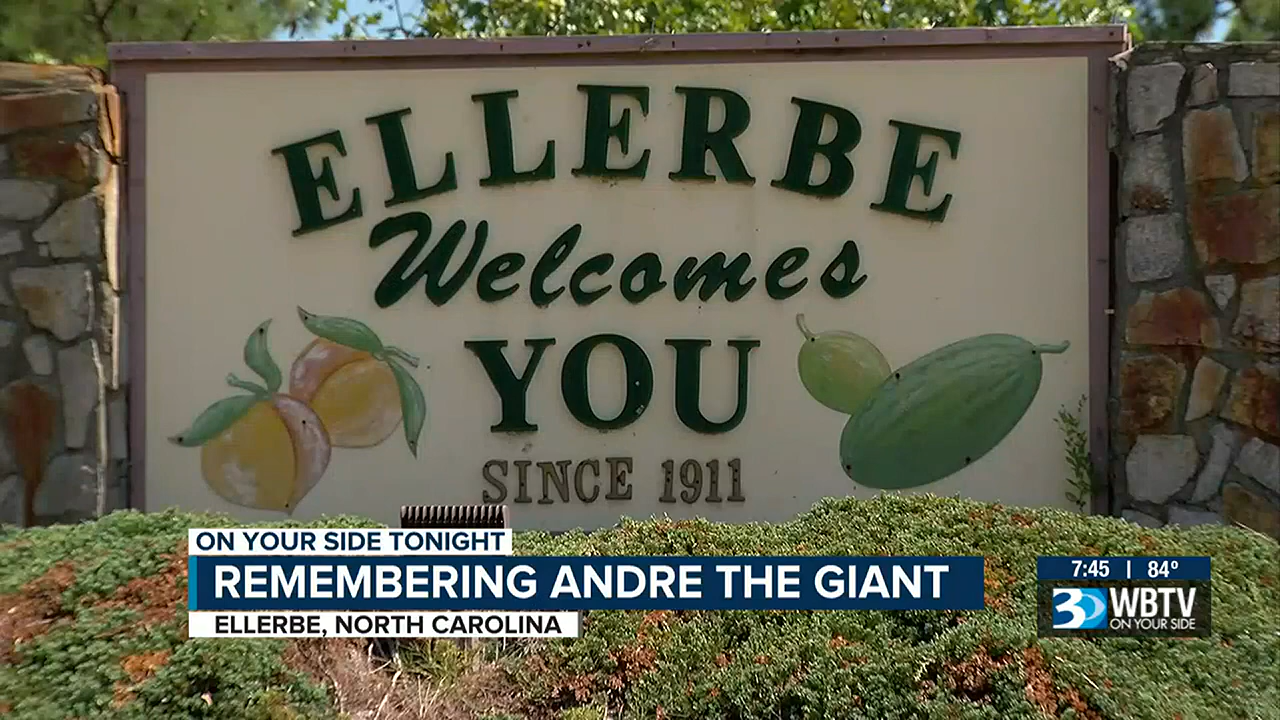 ELLERBE
Welcomes
YOU
SINCE 1911
ON YOUR SIDE TONIGHT
REMEMBERING ANDRE THE GIANT
ELLERBE, NORTH CAROLINA
7:45 | 84°
3 WBTV
ON YOUR SIDE